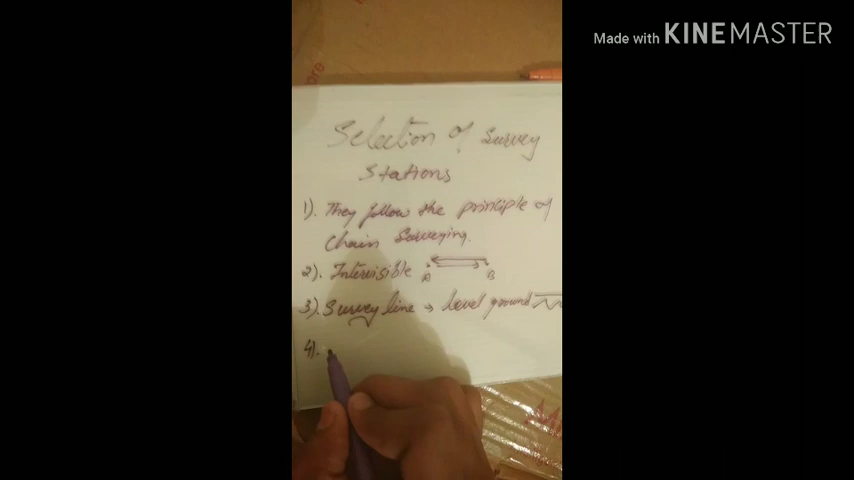 Made with KINEMASTER
Selection of Survey
Stations
1). They follow the principle of
Chain Surveying.
2). Intervisible A B
3). Survey line → Level ground
4).